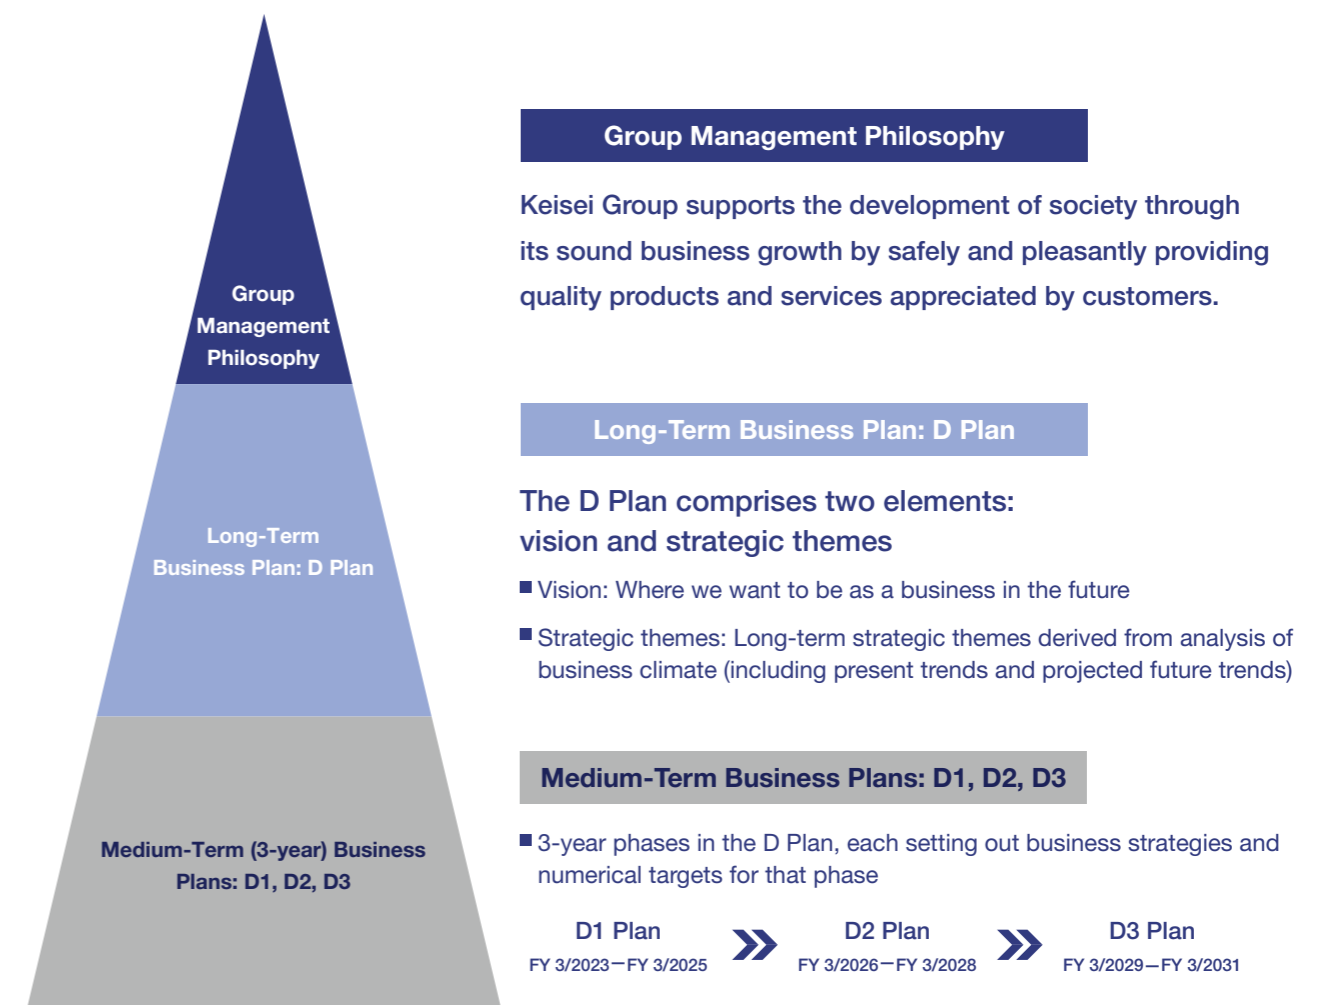 Group
Management
Philosophy
Long-Term
Business Plan: D Plan
Medium-Term (3-year) Business
Plans: D1, D2, D3
Group Management Philosophy
Keisei Group supports the development of society through
its sound business growth by safely and pleasantly providing
quality products and services appreciated by customers.
Long-Term Business Plan: D Plan
The D Plan comprises two elements:
vision and strategic themes
■ Vision: Where we want to be as a business in the future
■ Strategic themes: Long-term strategic themes derived from analysis of
business climate (including present trends and projected future trends)
Medium-Term Business Plans: D1, D2, D3
■ 3-year phases in the D Plan, each setting out business strategies and
numerical targets for that phase
D1 Plan
FY 3/2023–FY 3/2025
D2 Plan
FY 3/2026–FY 3/2028
D3 Plan
FY 3/2029–FY 3/2031